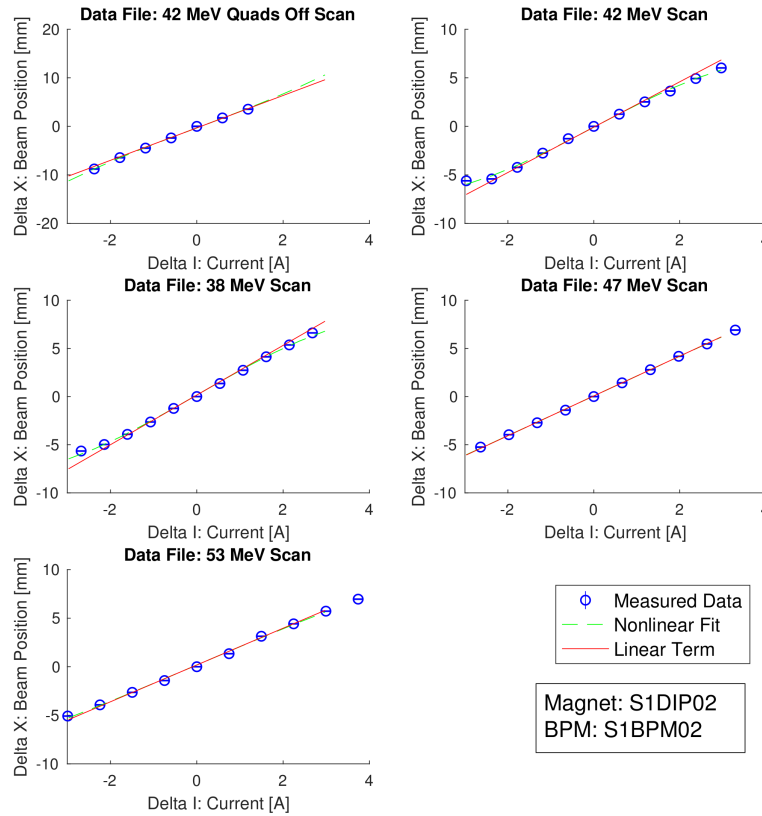 Data File: 42 MeV Quads Off Scan
20
10
0
-10
-20
-2
0
2
4
Delta X: Beam Position [mm]
Delta I: Current [A]
Data File: 42 MeV Scan
10
5
0
-5
-10
-2
0
2
4
Delta X: Beam Position [mm]
Delta I: Current [A]
Data File: 38 MeV Scan
10
5
0
-5
-10
-2
0
2
4
Delta X: Beam Position [mm]
Delta I: Current [A]
Data File: 47 MeV Scan
10
5
0
-5
-10
-2
0
2
4
Delta X: Beam Position [mm]
Delta I: Current [A]
Data File: 53 MeV Scan
10
5
0
-5
-10
-2
0
2
4
Delta X: Beam Position [mm]
Delta I: Current [A]
Measured Data
Nonlinear Fit
Linear Term
Magnet: S1DIP02
BPM: S1BPM02